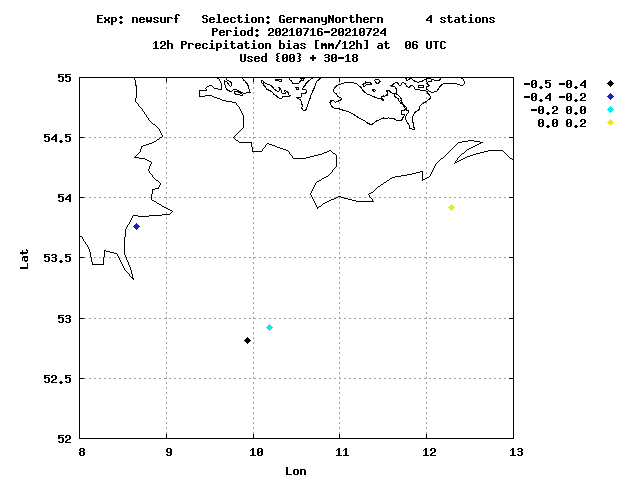 Exp: newsurf   Selection: GermanyNorthern      4 stations
Period: 20210716-20210724
12h Precipitation bias [mm/12h] at  06 UTC
Used {00} + 30-18
-0.5 -0.4
-0.4 -0.2
-0.2 0.0
0.0 0.2
55
54.5
54
53.5
53
52.5
52
Lat
8 9 10 11 12 13
Lon